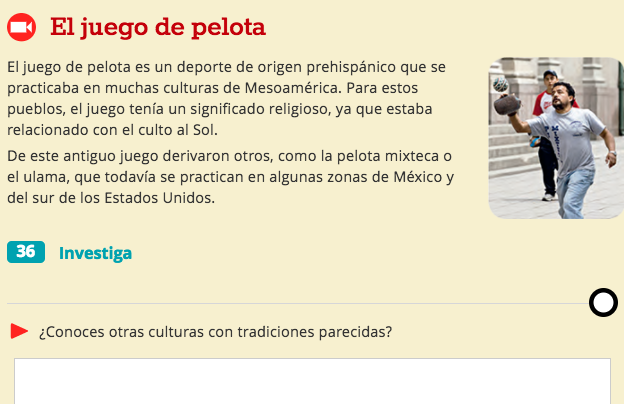 El juego de pelota
El juego de pelota es un deporte de origen prehispánico que se
practicaba en muchas culturas de Mesoamérica. Para estos
pueblos, el juego tenía un significado religioso, ya que estaba
relacionado con el culto al Sol.
De este antiguo juego derivaron otros, como la pelota mixteca o
el ulama, que todavía se practican en algunas zonas de México y
del sur de los Estados Unidos.
36 Investiga
¿Conoces otras culturas con tradiciones parecidas?